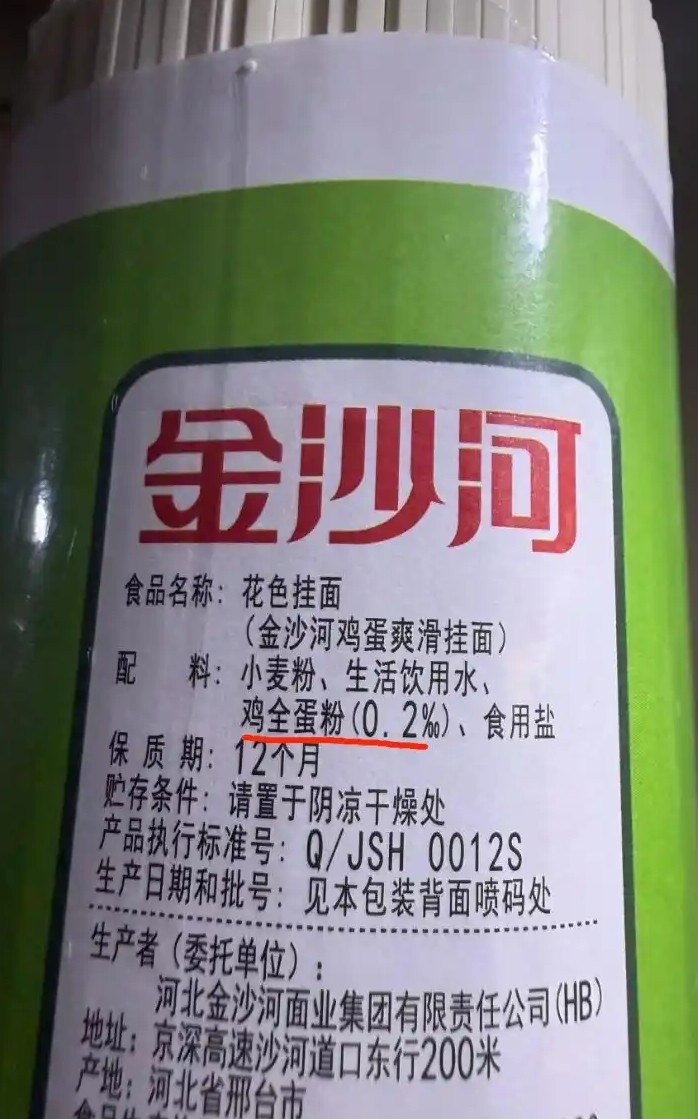 金沙河
食品名称：花色挂面
（金沙河鸡蛋爽滑挂面）
配 料：小麦粉、生活饮用水、
鸡全蛋粉(0.2‰)、食用盐
保 质 期：12个月
贮存条件：请置于阴凉干燥处
产品执行标准号：Q/JSH 0012S
生产日期和批号：见本包装背面喷码处
生产者（委托单位）：
河北金沙河面业集团有限责任公司(HB)
地址：京深高速沙河道口东行200米
产地：河北省邢台市